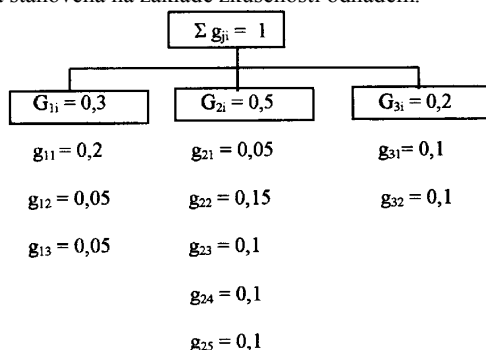 stanovena na základě zkušeností odhadem.
Σ gji = 1
G1i = 0,3 G2i = 0,5 G3i = 0,2
g11 = 0,2 g21 = 0,05 g31= 0,1
g12 = 0,05 g22 = 0,15 g32 = 0,1
g13 = 0,05 g23 = 0,1
g24 = 0,1
g25 = 0,1